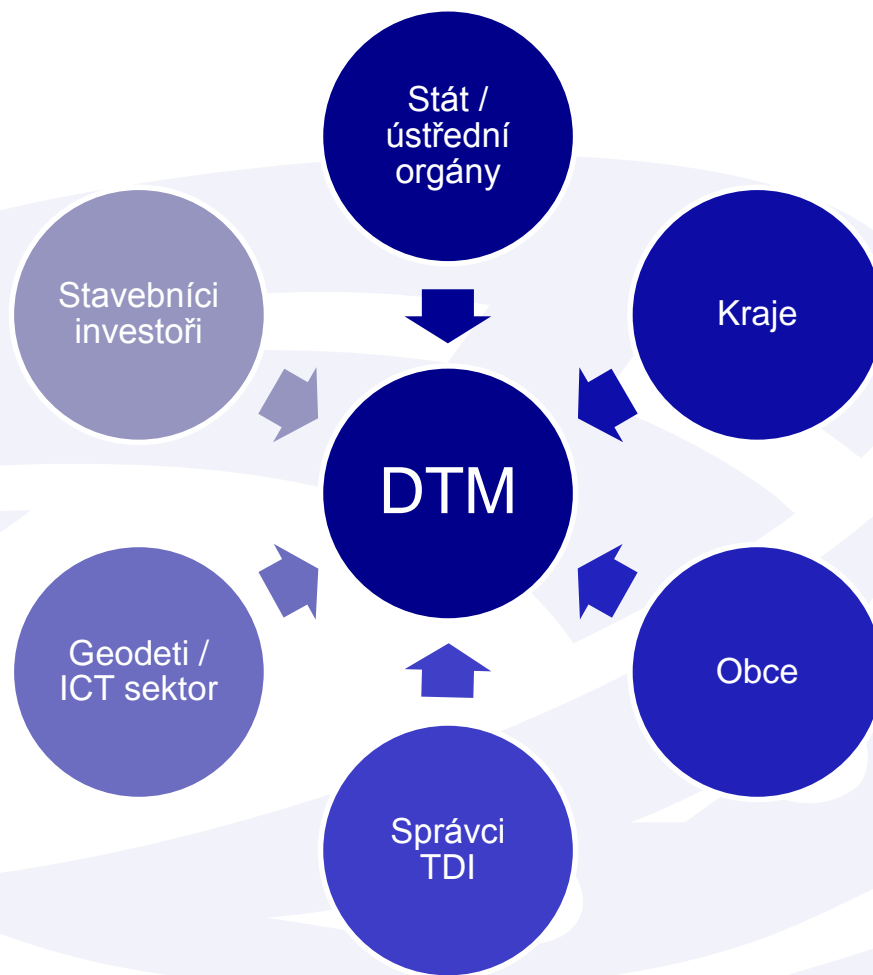 Stát /
ústřední
orgány
Kraje
Obce
Správci
TDI
Geodeti /
ICT sektor
Stavebníci
investoři
DTM